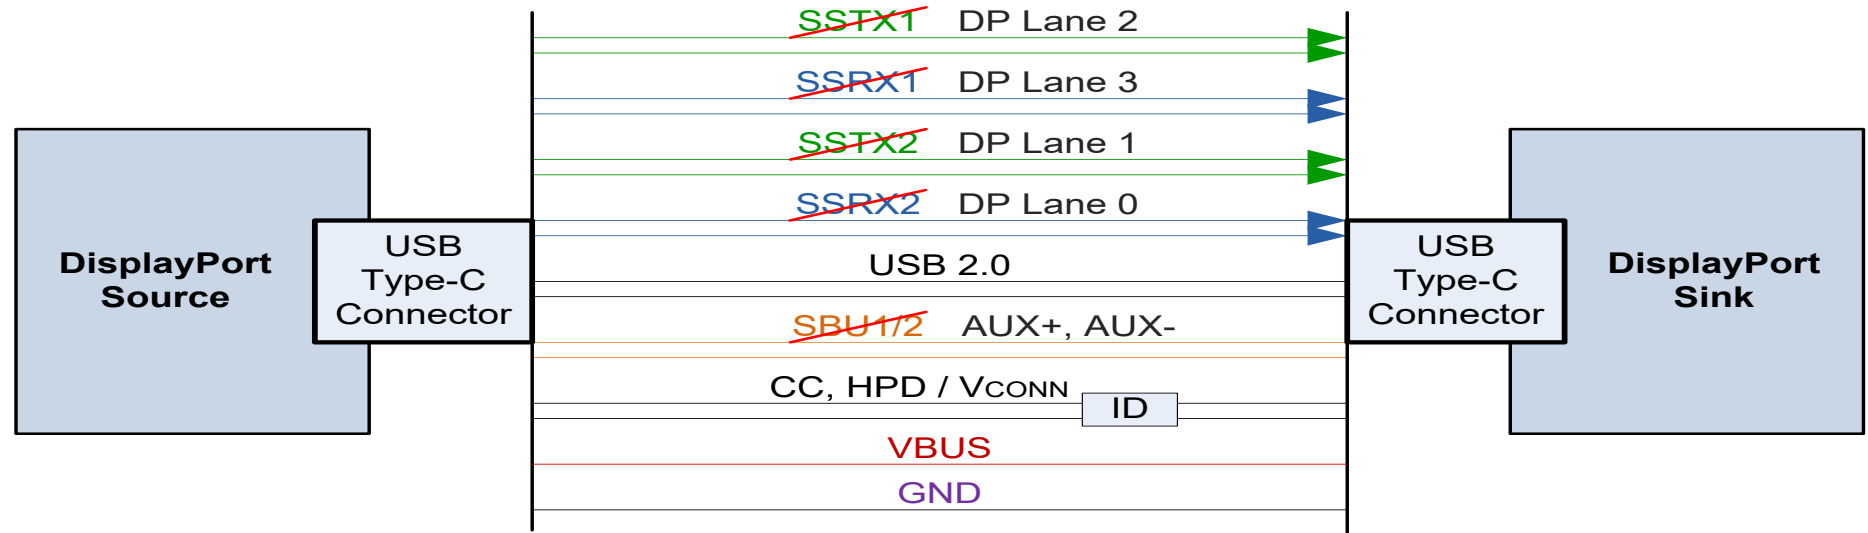 SSTX1 DP Lane 2
SSRX1 DP Lane 3
SSTX2 DP Lane 1
SSRX2 DP Lane 0
DisplayPort
Source
USB
Type-C
Connector
USB 2.0
SBU1/2 AUX+, AUX-
CC, HPD / VCONN
ID
VBUS
GND
USB
Type-C
Connector
DisplayPort
Sink